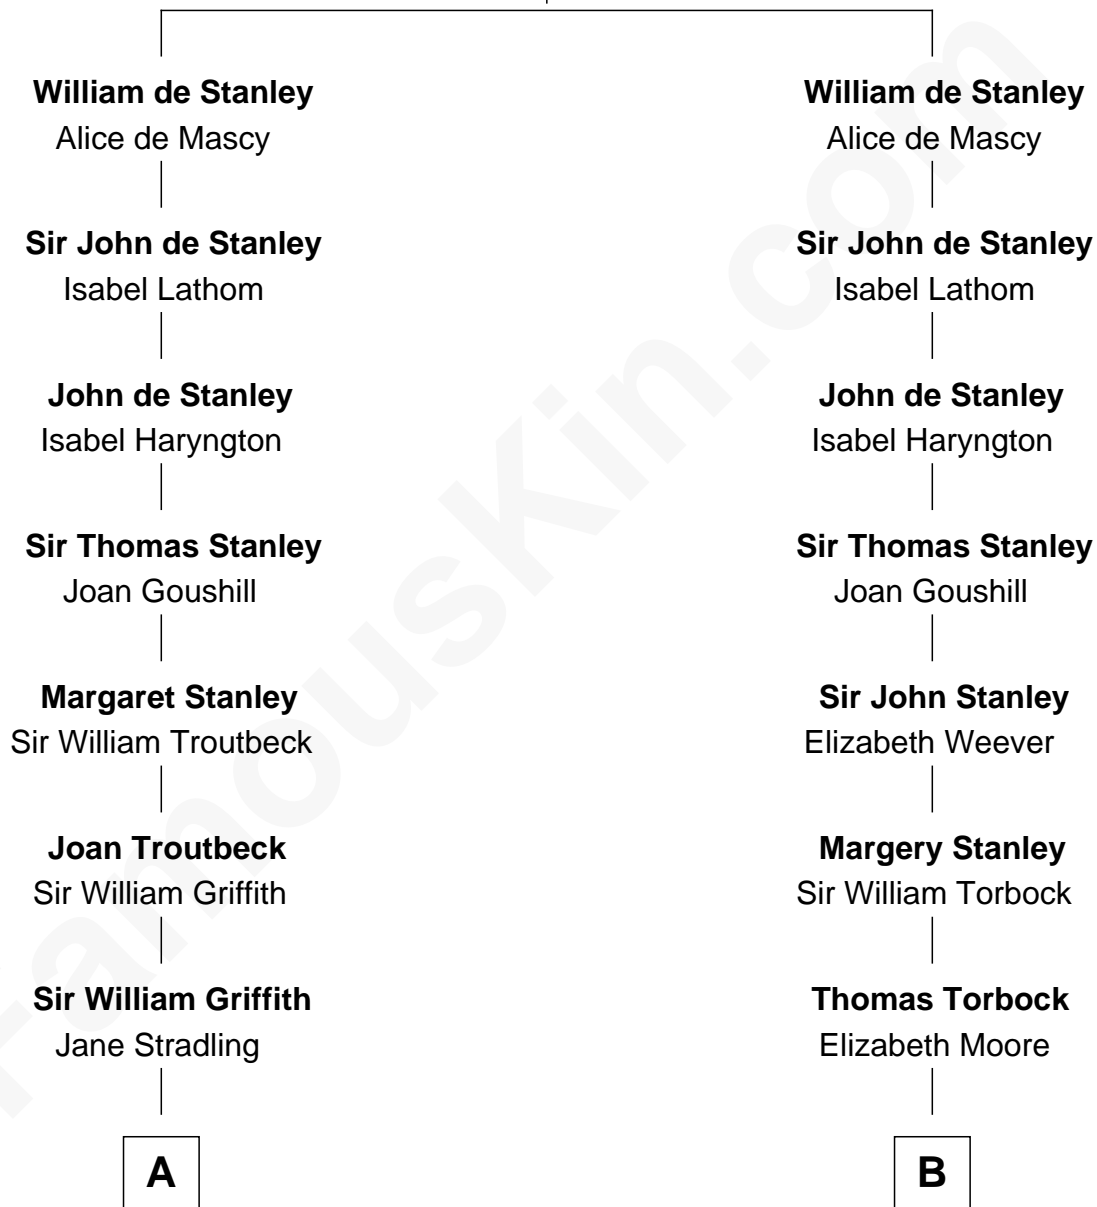 William de Stanley
Alice de Mascy
Sir John de Stanley
Isabel Lathom
John de Stanley
Isabel Haryngton
Sir Thomas Stanley
Joan Goushill
Margaret Stanley
Sir William Troutbeck
Joan Troutbeck
Sir William Griffith
Sir William Griffith
Jane Stradling
A
William de Stanley
Alice de Mascy
Sir John de Stanley
Isabel Lathom
John de Stanley
Isabel Haryngton
Sir Thomas Stanley
Joan Goushill
Sir John Stanley
Elizabeth Weever
Margery Stanley
Sir William Torbock
Thomas Torbock
Elizabeth Moore
B
FamousKin.com